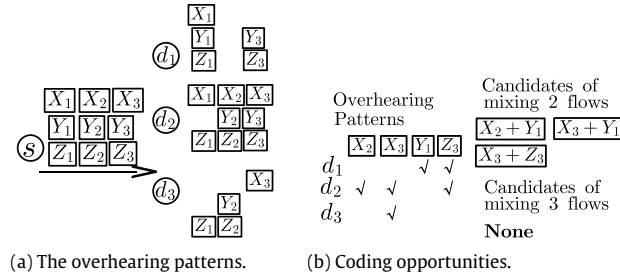 X₁
Y₁ Y₃
d₁ Z₁ Z₃
X₁ X₂ X₃
Y₁ Y₂ Y₃
s Z₁ Z₂ Z₃
X₁ X₂ X₃
d₂ Y₂ Y₃
Z₁ Z₂ Z₃
d₃ X₃
Y₂
Z₁ Z₂
(a) The overhearing patterns.
Overhearing
Patterns
X₂ X₃ Y₁ Z₃
d₁ √ √
d₂ √ √ √
d₃ √
Candidates of
mixing 2 flows
X₂ + Y₁ X₃ + Y₁
X₃ + Z₃
Candidates of
mixing 3 flows
None
(b) Coding opportunities.